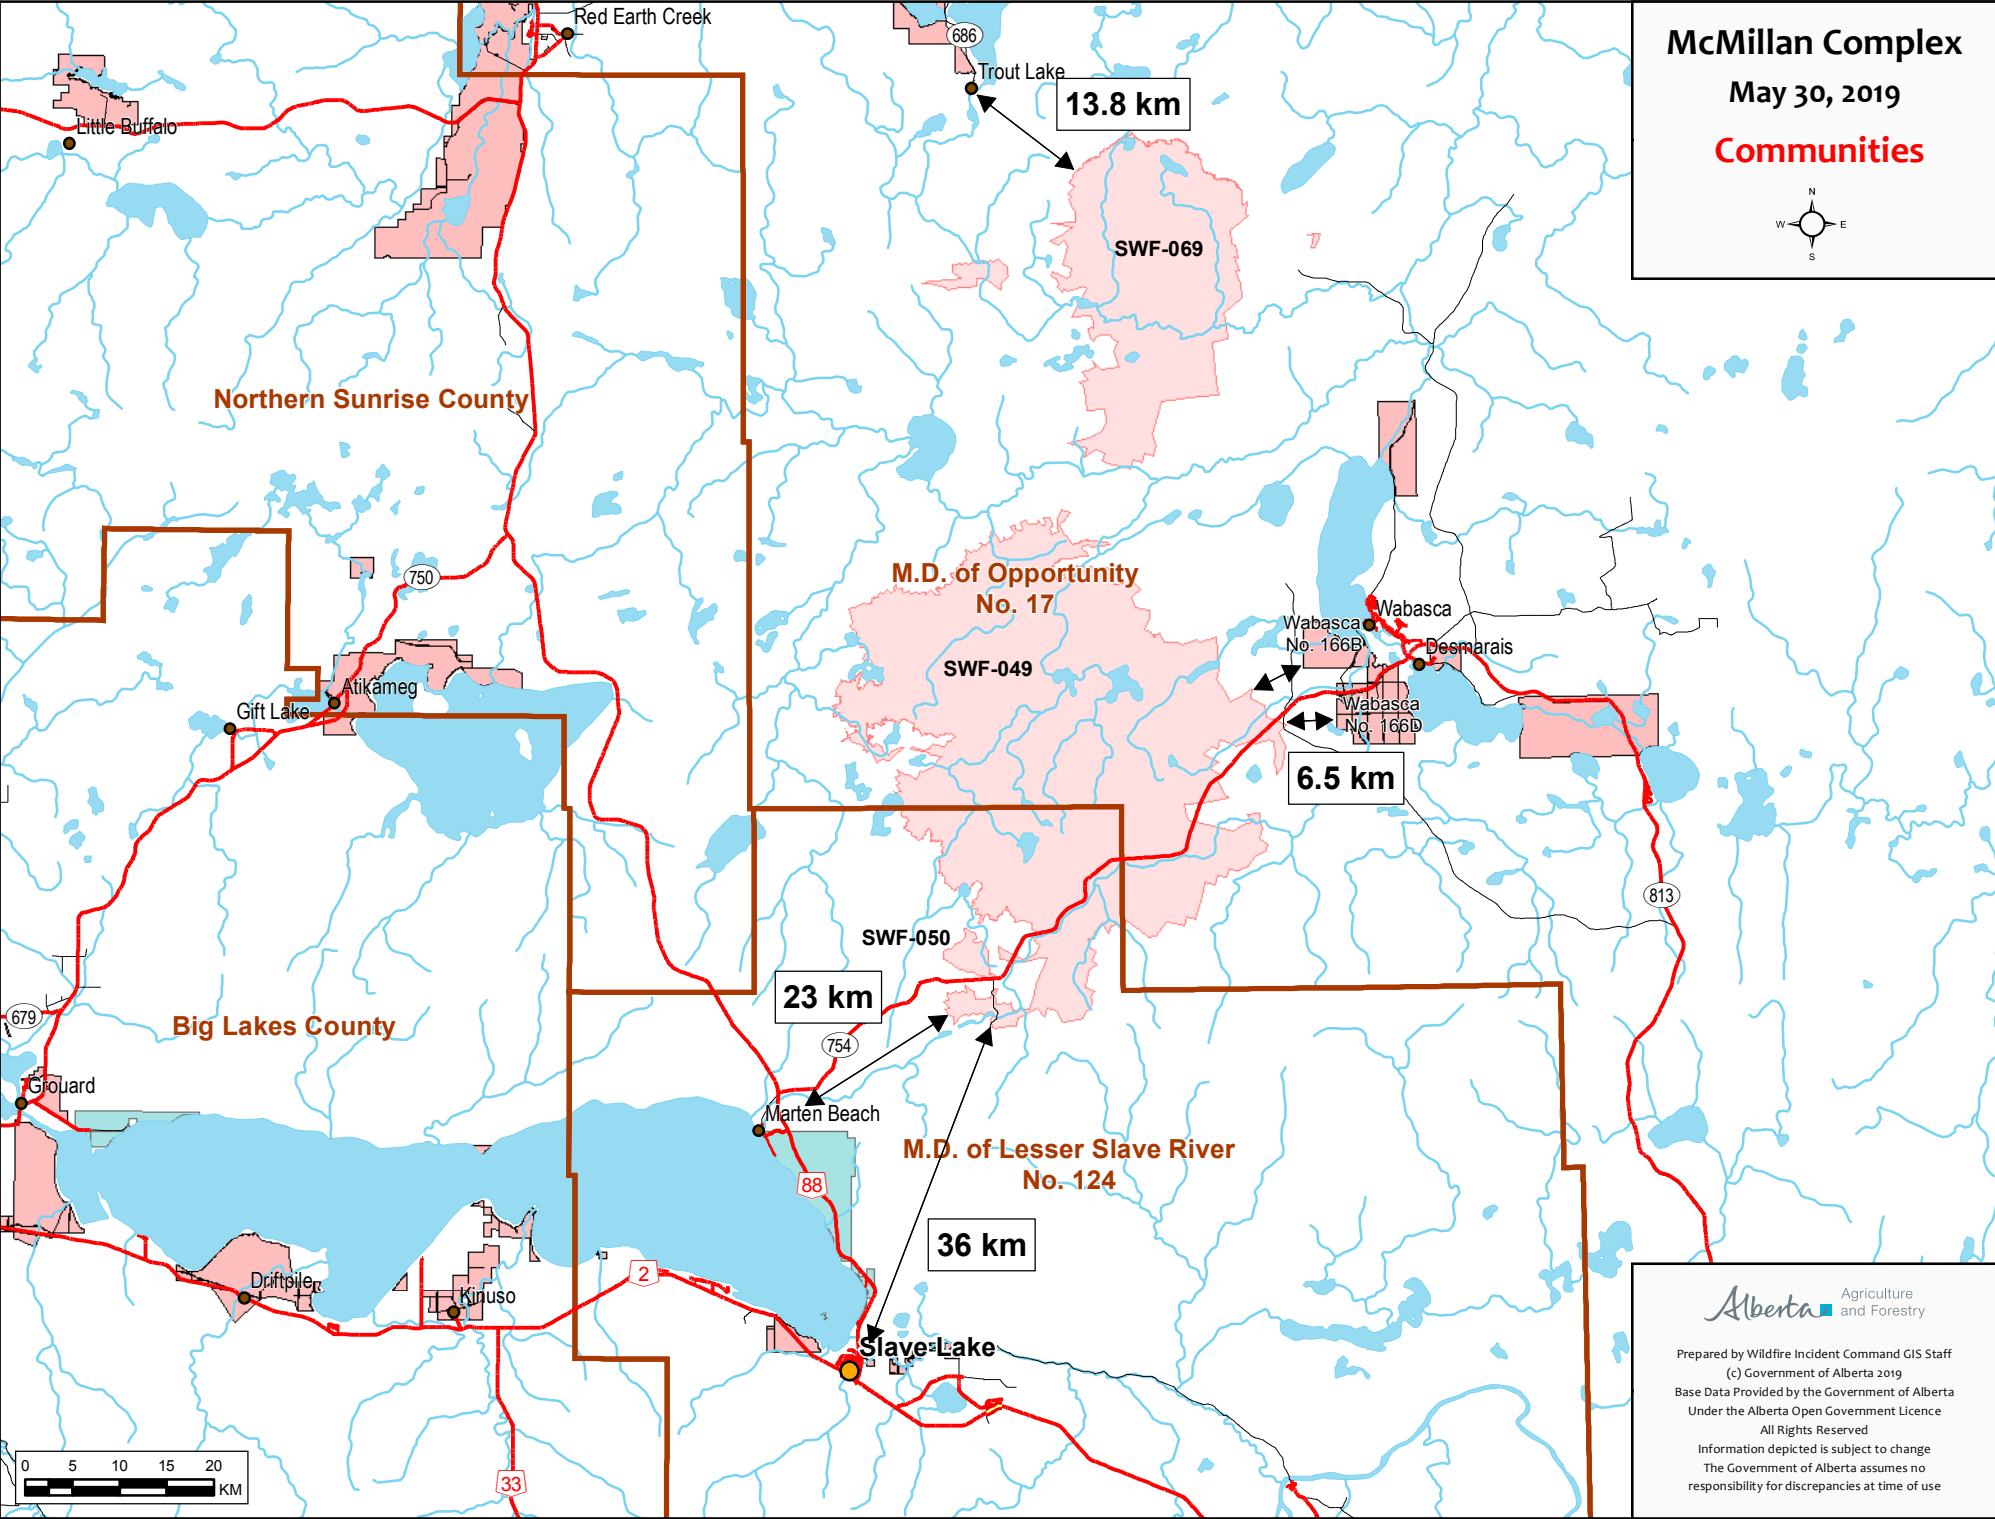 McMillan Complex
May 30, 2019
Communities
N
W
E
S
Red Earth Creek
686
Trout Lake
13.8 km
Little Buffalo
SWF-069
Northern Sunrise County
750
M.D. of Opportunity
No. 17
SWF-049
Wabasca
Wabasca
No. 166B
Desmarais
Wabasca
No. 166D
6.5 km
Atikameg
Gift Lake
813
SWF-050
23 km
754
679
Big Lakes County
Grouard
Marten Beach
M.D. of Lesser Slave River
No. 124
88
36 km
2
Driftpile
Kinuso
Slave Lake
33
0 5 10 15 20
KM
Alberta
Agriculture
and Forestry
Prepared by Wildfire Incident Command GIS Staff
(c) Government of Alberta 2019
Base Data Provided by the Government of Alberta
Under the Alberta Open Government Licence
All Rights Reserved
Information depicted is subject to change
The Government of Alberta assumes no
responsibility for discrepancies at time of use